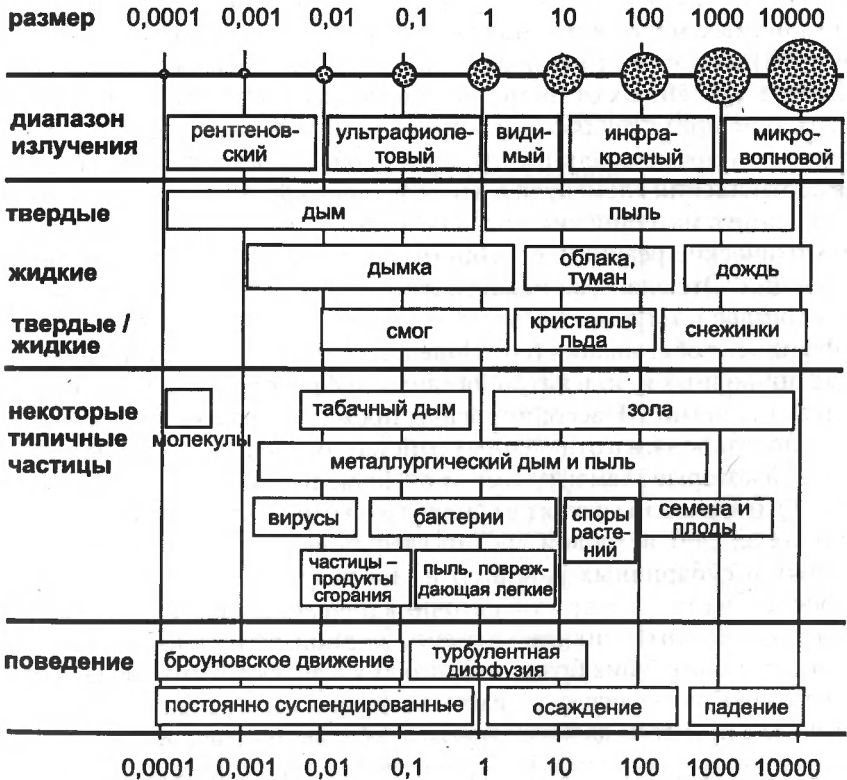 размер 0,0001 0,001 0,01 0,1 1 10 100 1000 10000
диапазон
излучения
рентгенов-
ский
ультрафиоле-
товый
види-
мый
инфра-
красный
микро-
волновой
твердые
дым
пыль
жидкие
дымка
облака,
туман
дождь
твердые /
жидкие
смог
кристаллы
льда
снежинки
некоторые
типичные
частицы
молекулы
табачный дым
зола
металлургический дым и пыль
вирусы
бактерии
споры
расте-
ний
семена и
плоды
частицы –
продукты
сгорания
пыль, повреж-
дающая легкие
поведение
броуновское движение
турбулентная
диффузия
постоянно суспендированные
осаждение
падение
0,0001 0,001 0,01 0,1 1 10 100 1000 10000